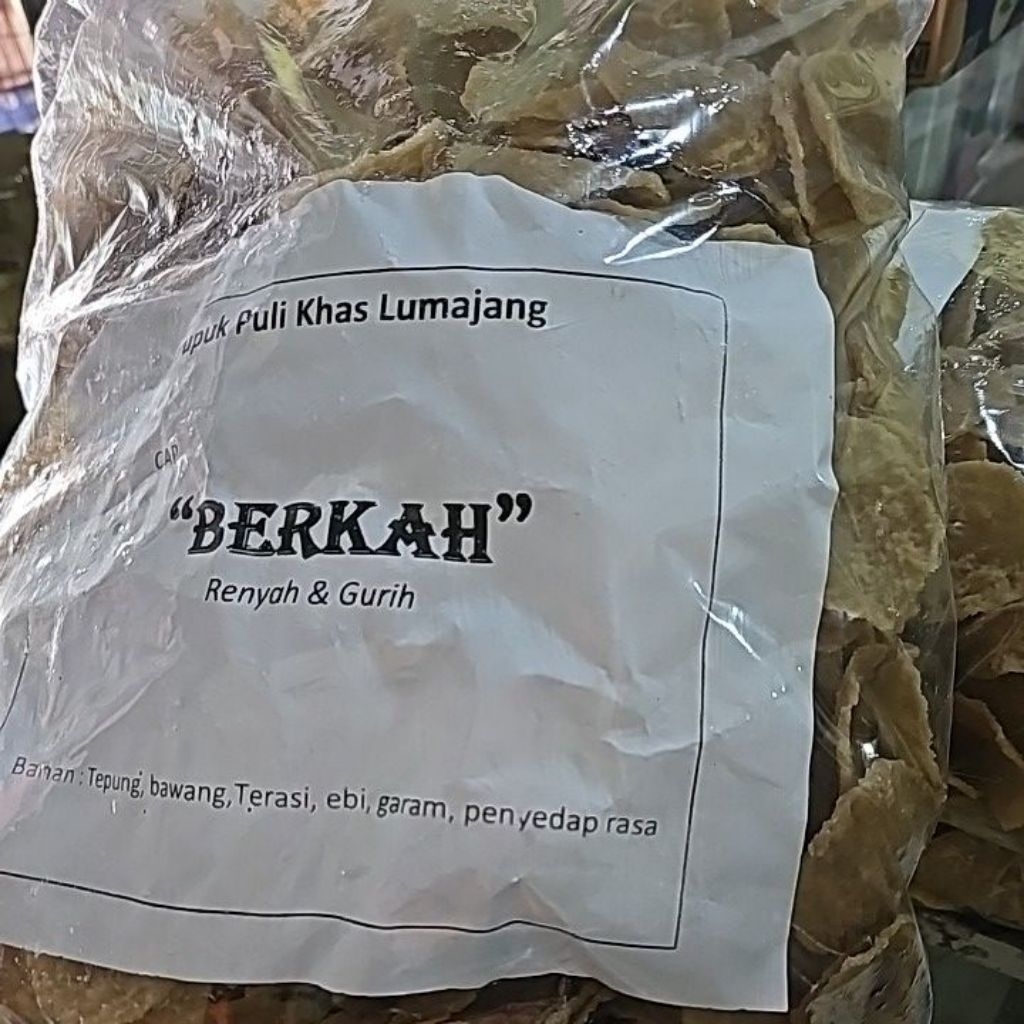 upuk Puli Khas Lumajang
CAP
“BERKAH”
Renyah & Gurih
Bahan : Tepung, bawang, Terasi, ebi, garam, penyedap rasa